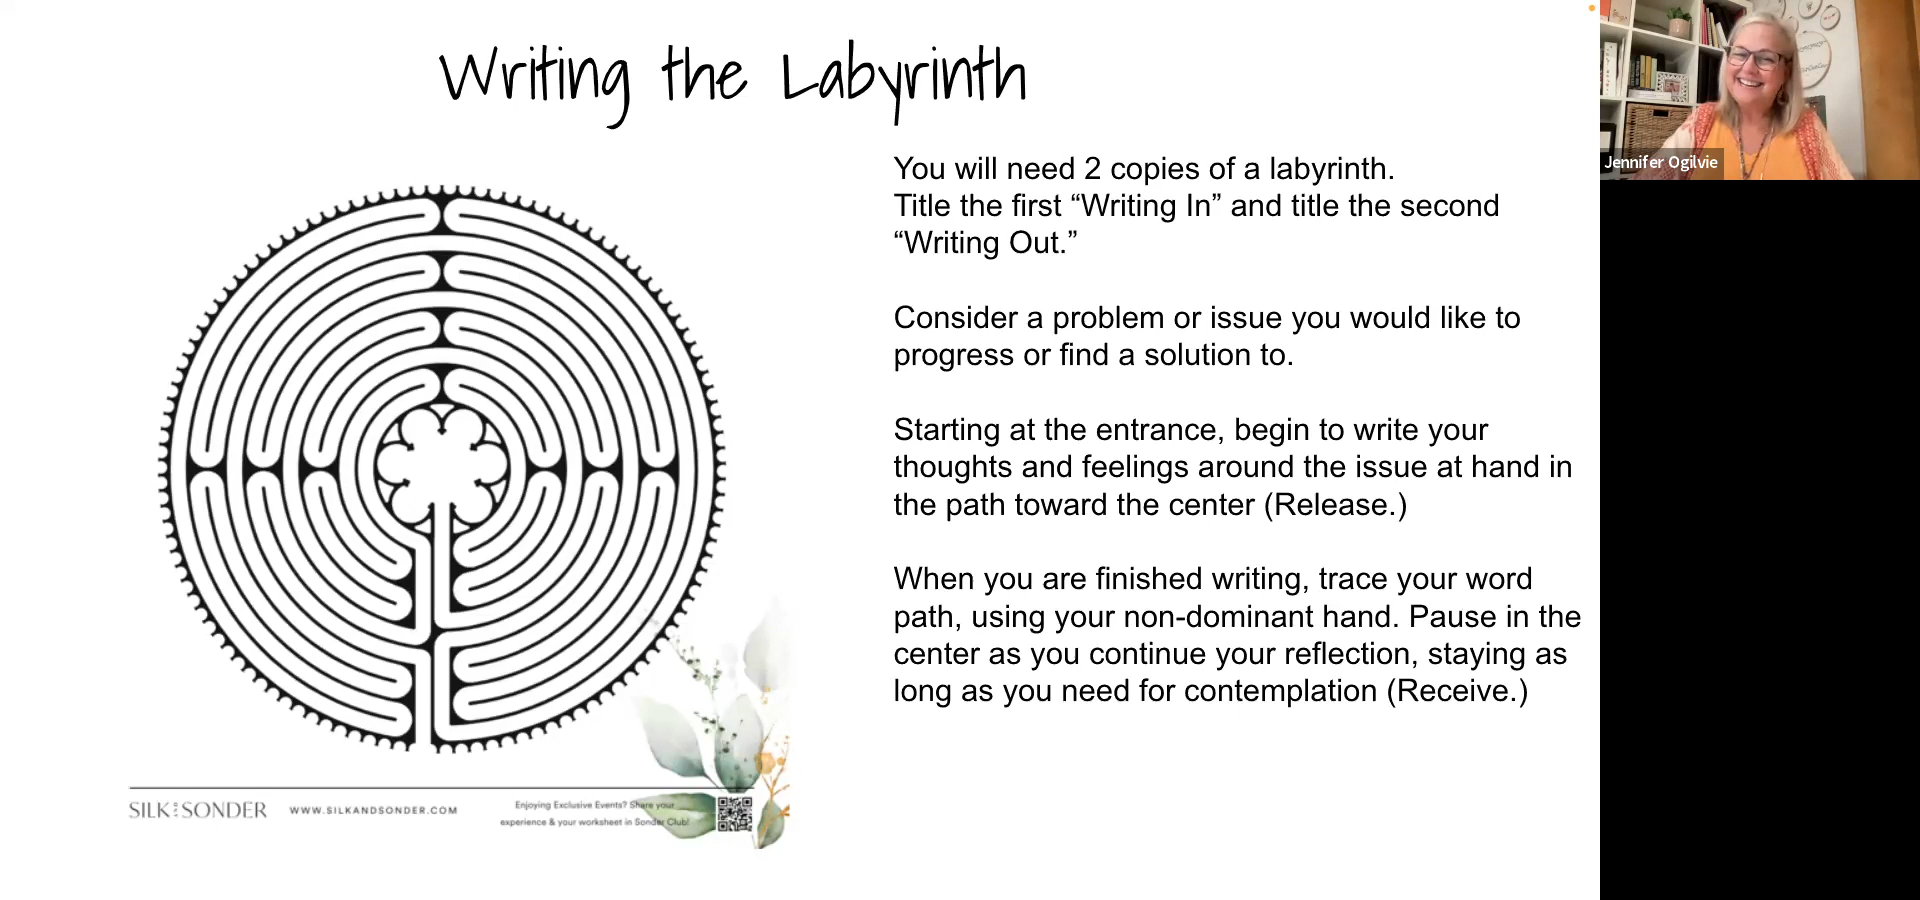 Writing the Labyrinth
Jennifer Ogilvie
You will need 2 copies of a labyrinth.
Title the first “Writing In” and title the second
“Writing Out.”
Consider a problem or issue you would like to
progress or find a solution to.
Starting at the entrance, begin to write your
thoughts and feelings around the issue at hand in
the path toward the center (Release.)
When you are finished writing, trace your word
path, using your non-dominant hand. Pause in the
center as you continue your reflection, staying as
long as you need for contemplation (Receive.)
SILK AND SONDER
WWW.SILKANDSONDER.COM
Enjoying Exclusive Events? Share your
experience & your worksheet in Sonder Club!